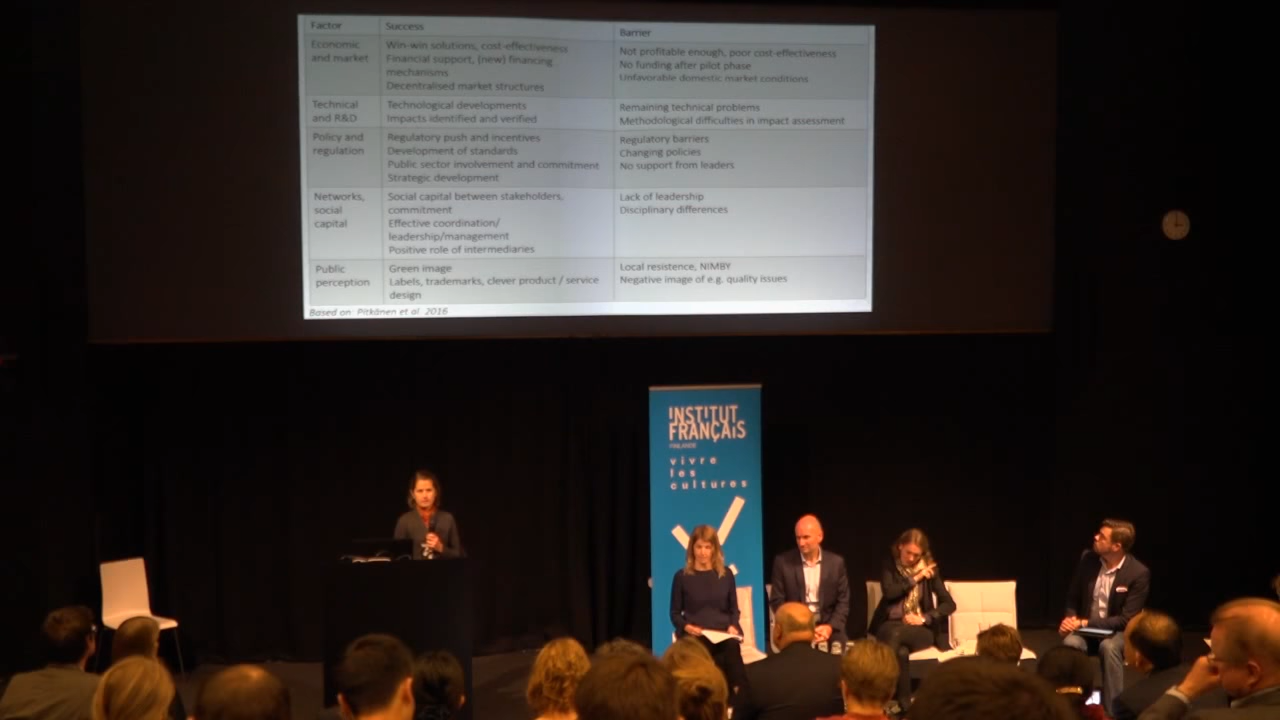 Factor Success Barrier
Economic and market
Win-win solutions, cost-effectiveness
Financial support, (new) financing
mechanisms
Decentralised market structures
Not profitable enough, poor cost-effectiveness
No funding after pilot phase
Unfavorable domestic market conditions
Technical and R&D
Technological developments
Impacts identified and verified
Remaining technical problems
Methodological difficulties in impact assessment
Policy and regulation
Regulatory push and incentives
Development of standards
Public sector involvement and commitment
Strategic development
Regulatory barriers
Changing policies
No support from leaders
Networks, social capital
Social capital between stakeholders,
commitment
Effective coordination/
leadership/management
Positive role of intermediaries
Lack of leadership
Disciplinary differences
Public perception
Green image
Labels, trademarks, clever product / service
design
Local resistence, NIMBY
Negative image of e.g. quality issues
Based on: Pitkänen et al. 2016
INSTITUT
FRANÇAIS
FINLANDE
vivre
les
cultures